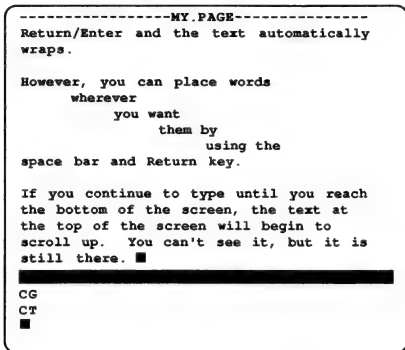 -------------------MY.PAGE-----------------
Return/Enter and the text automatically
wraps.
However, you can place words
wherever
you want
them by
using the
space bar and Return key.
If you continue to type until you reach
the bottom of the screen, the text at
the top of the screen will begin to
scroll up. You can't see it, but it is
still there.
CG
CT